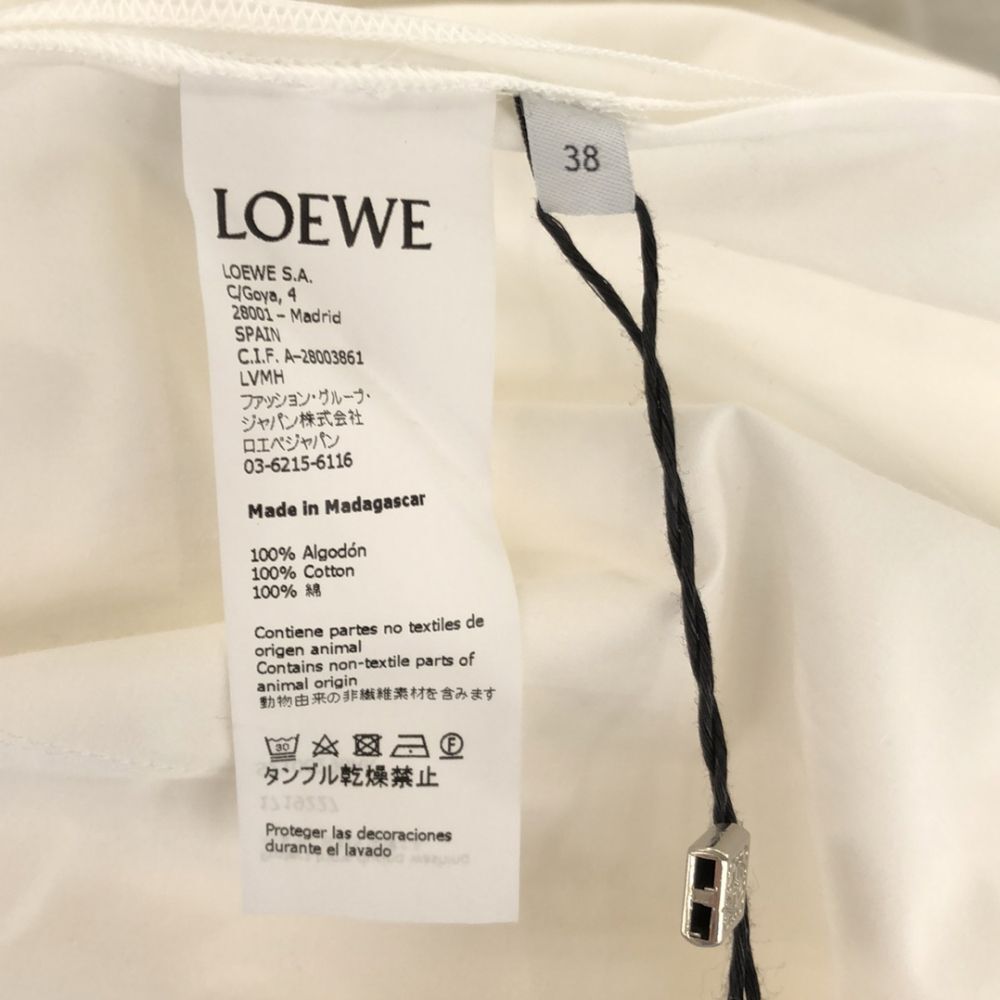 38
LOEWE
LOEWE S.A.
C/Goya, 4
28001 – Madrid
SPAIN
C.I.F. A-28003861
LVMH
ファッション・グループ・
ジャパン株式会社
ロエベジャパン
03-6215-6116
Made in Madagascar
100% Algodón
100% Cotton
100% 綿
Contiene partes no textiles de
origen animal
Contains non-textile parts of
animal origin
動物由来の非繊維素材を含みます
30
F
タンブル乾燥禁止
Proteger las decoraciones
durante el lavado